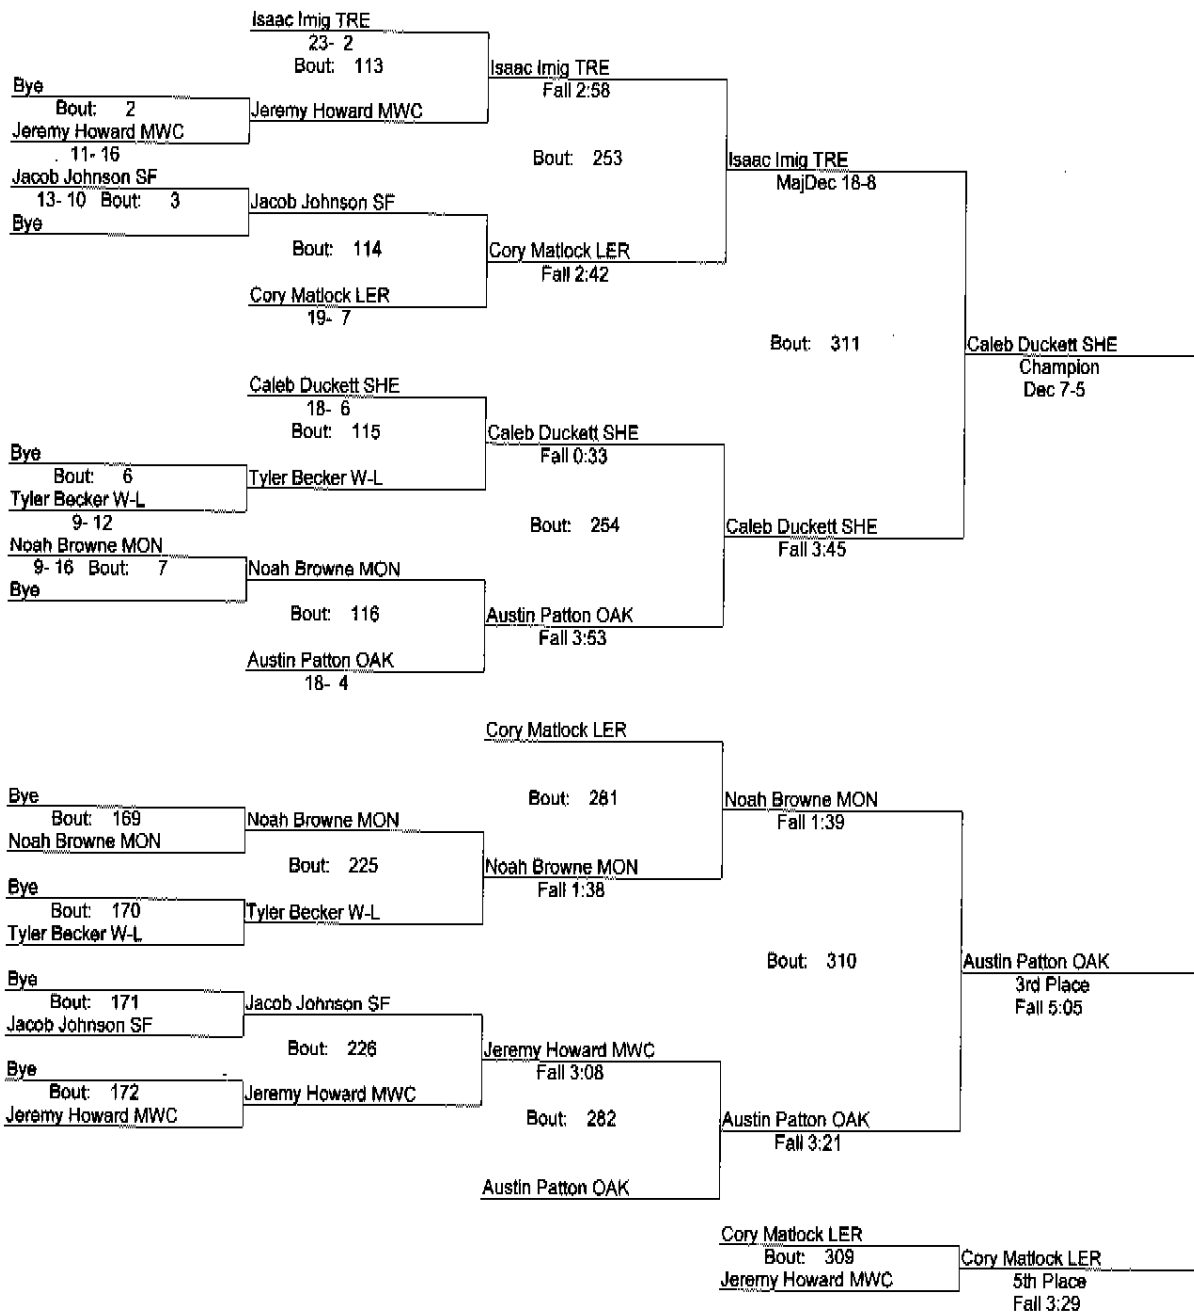 Isaac Imig TRE
23- 2
Bout: 113
Isaac Imig TRE
Fall 2:58
Bye
Bout: 2
Jeremy Howard MWC
Jeremy Howard MWC
11- 16
Bout: 253
Isaac Imig TRE
MajDec 18-8
Jacob Johnson SF
13- 10 Bout: 3
Jacob Johnson SF
Bye
Bout: 114
Cory Matlock LER
Fall 2:42
Cory Matlock LER
19- 7
Bout: 311
Caleb Duckett SHE
Champion
Dec 7-5
Caleb Duckett SHE
18- 6
Bout: 115
Caleb Duckett SHE
Fall 0:33
Bye
Bout: 6
Tyler Becker W-L
Tyler Becker W-L
9- 12
Bout: 254
Caleb Duckett SHE
Fall 3:45
Noah Browne MON
9- 16 Bout: 7
Noah Browne MON
Bye
Bout: 116
Austin Patton OAK
Fall 3:53
Austin Patton OAK
18- 4
Cory Matlock LER
Bout: 281
Noah Browne MON
Fall 1:39
Bye
Bout: 169
Noah Browne MON
Noah Browne MON
Bout: 225
Noah Browne MON
Fall 1:38
Bye
Bout: 170
Tyler Becker W-L
Tyler Becker W-L
Bout: 310
Austin Patton OAK
3rd Place
Fall 5:05
Bye
Bout: 171
Jacob Johnson SF
Jacob Johnson SF
Bout: 226
Jeremy Howard MWC
Fall 3:08
Bye
Bout: 172
Jeremy Howard MWC
Jeremy Howard MWC
Bout: 282
Austin Patton OAK
Fall 3:21
Austin Patton OAK
Cory Matlock LER
Bout: 309
Jeremy Howard MWC
Cory Matlock LER
5th Place
Fall 3:29